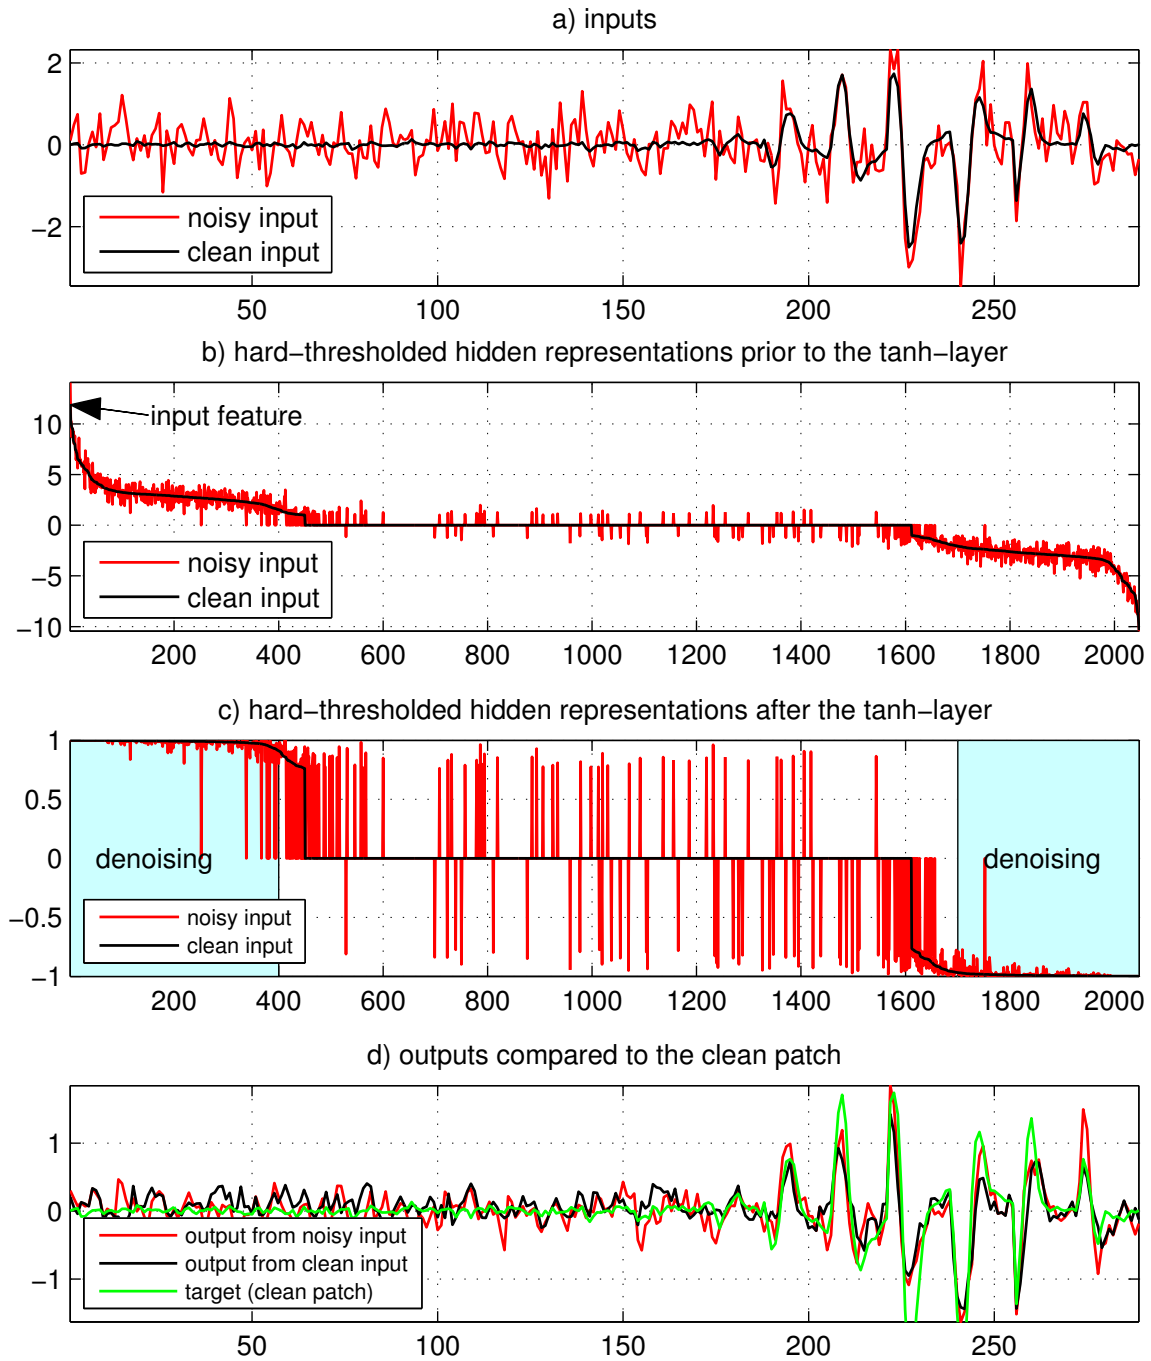 a) inputs
2
0
−2
noisy input
clean input
50
100
150
200
250
b) hard−thresholded hidden representations prior to the tanh−layer
10
5
0
−5
−10
input feature
noisy input
clean input
200
400
600
800
1000
1200
1400
1600
1800
2000
c) hard−thresholded hidden representations after the tanh−layer
1
0.5
0
−0.5
−1
denoising
denoising
noisy input
clean input
200
400
600
800
1000
1200
1400
1600
1800
2000
d) outputs compared to the clean patch
1
0
−1
output from noisy input
output from clean input
target (clean patch)
50
100
150
200
250